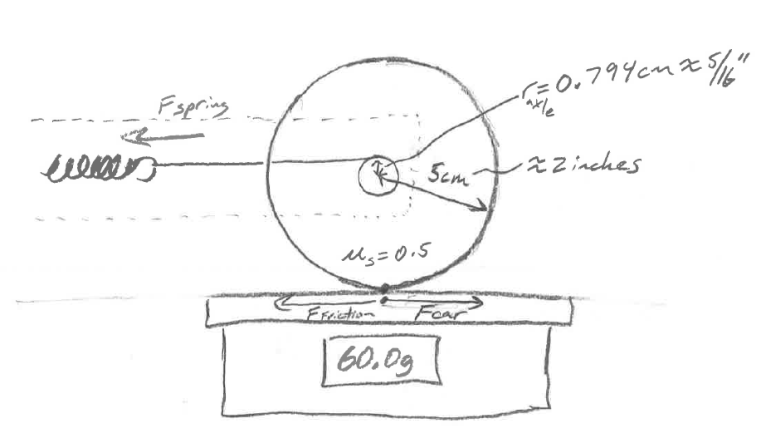 Fspring
r axle = 0.794cm ≈ 5/16"
5cm ≈ 2 inches
μs = 0.5
Ffriction Fcar
60.0g